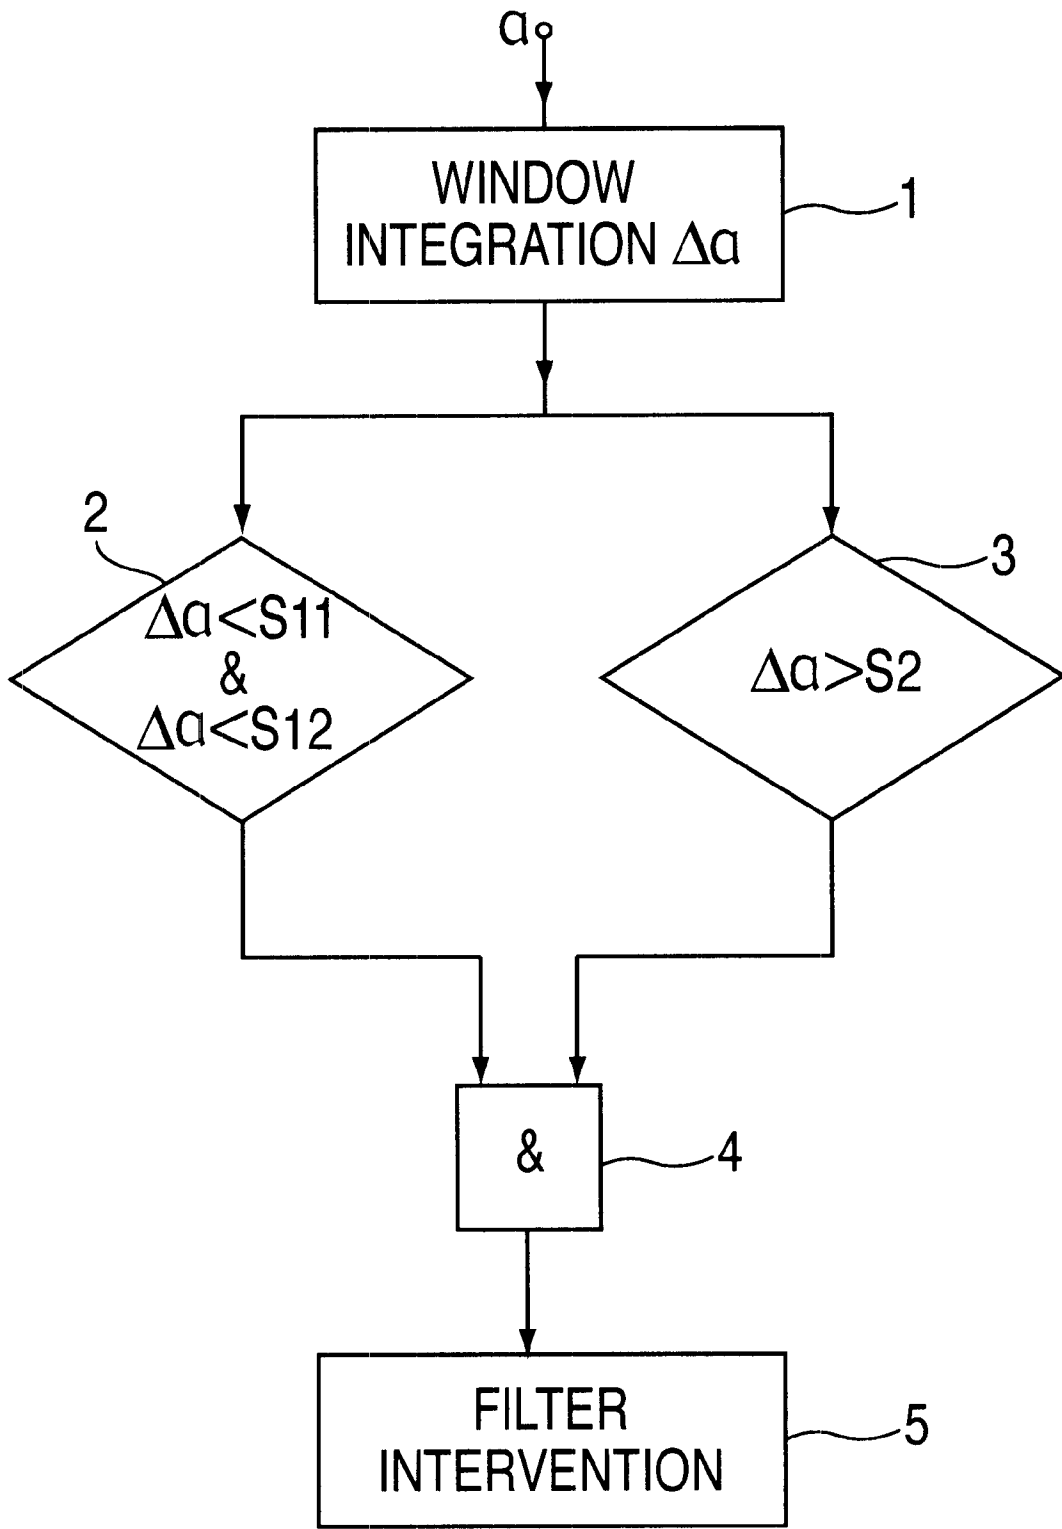 a
WINDOW
INTEGRATION Δa
1
2
Δa<S11
&
Δa<S12
3
Δa>S2
&
4
FILTER
INTERVENTION
5